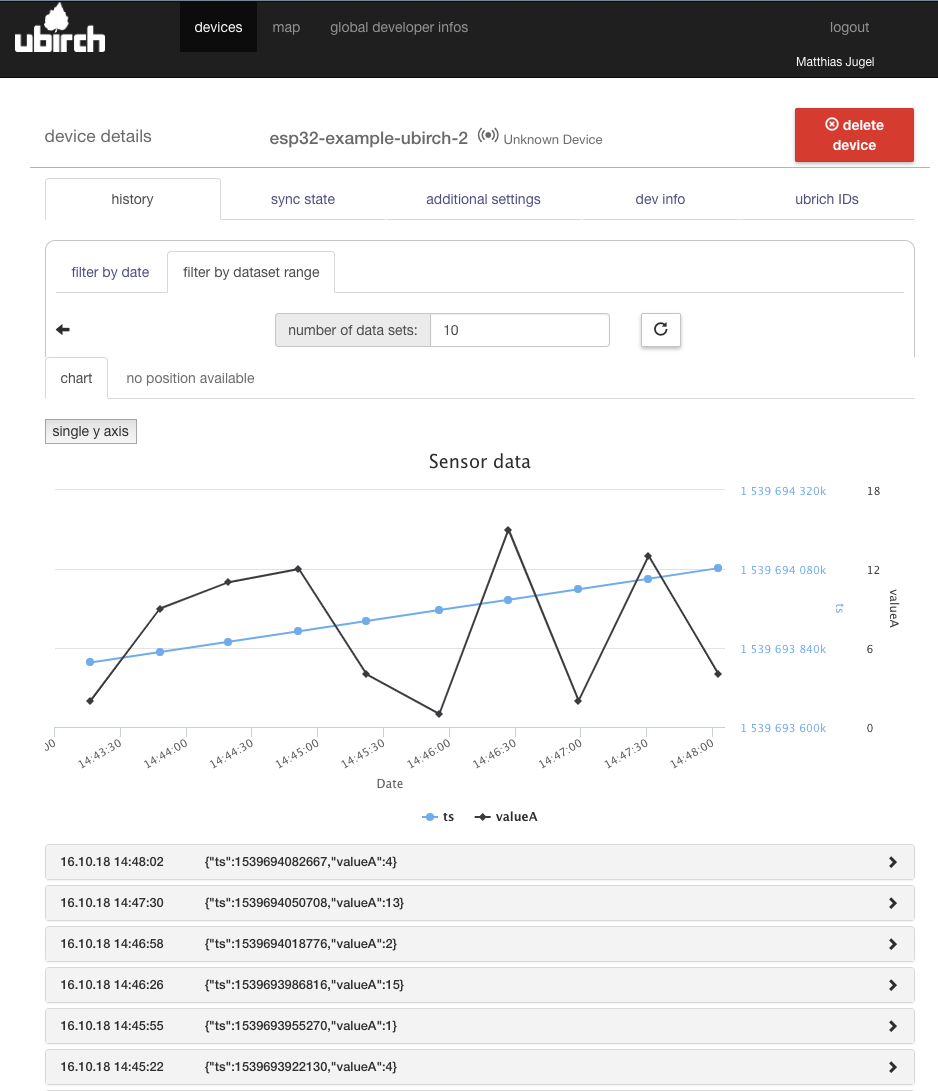 ubirch
devices map global developer infos logout
Matthias Jugel
device details esp32-example-ubirch-2 Unknown Device
delete
device
history sync state additional settings dev info ubrich IDs
filter by date filter by dataset range
number of data sets: 10
chart no position available
single y axis
Sensor data
1 539 694 320k 18
1 539 694 080k 12
ts valueA
1 539 693 840k 6
1 539 693 600k 0
00 14:43:30 14:44:00 14:44:30 14:45:00 14:45:30 14:46:00 14:46:30 14:47:00 14:47:30 14:48:00
Date
ts valueA
16.10.18 14:48:02 {"ts":1539694082667,"valueA":4}
16.10.18 14:47:30 {"ts":1539694050708,"valueA":13}
16.10.18 14:46:58 {"ts":1539694018776,"valueA":2}
16.10.18 14:46:26 {"ts":1539693986816,"valueA":15}
16.10.18 14:45:55 {"ts":1539693955270,"valueA":1}
16.10.18 14:45:22 {"ts":1539693922130,"valueA":4}